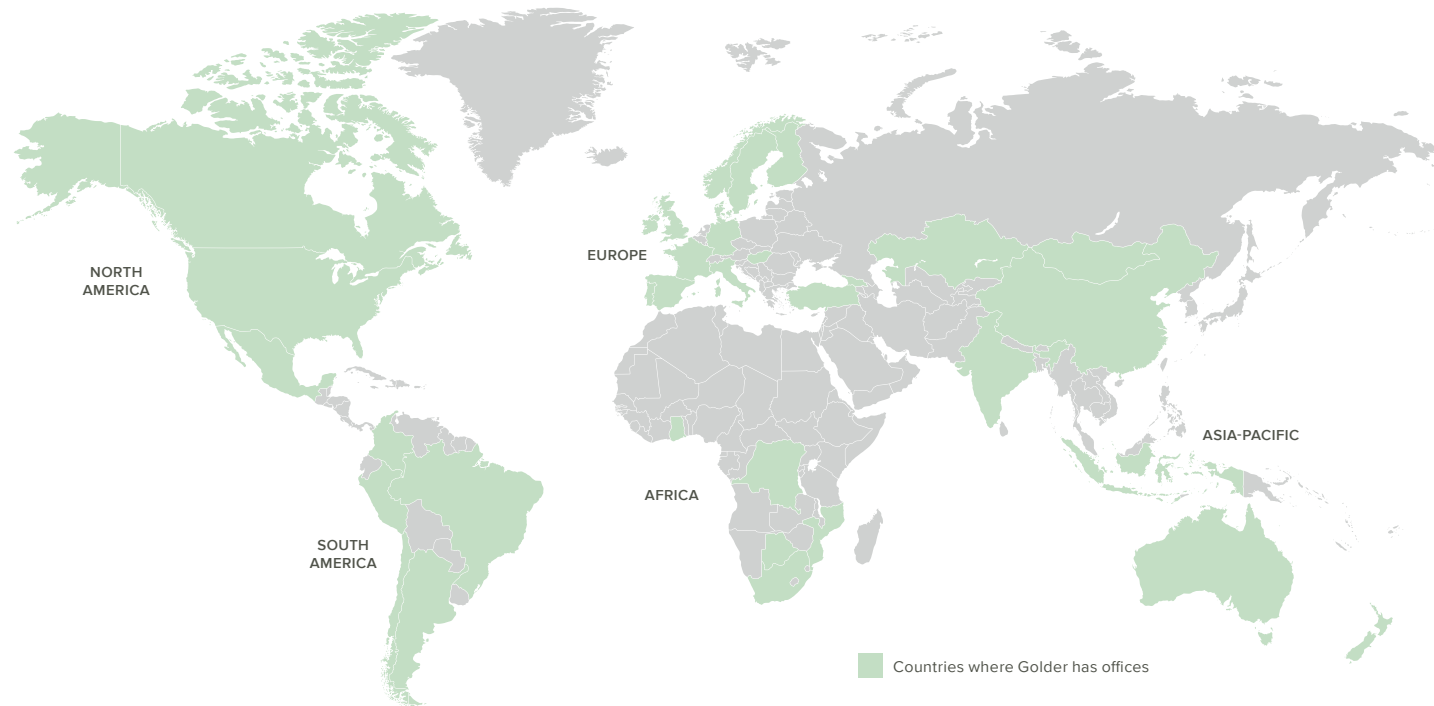 NORTH
AMERICA
EUROPE
ASIA-PACIFIC
AFRICA
SOUTH
AMERICA
Countries where Golder has offices